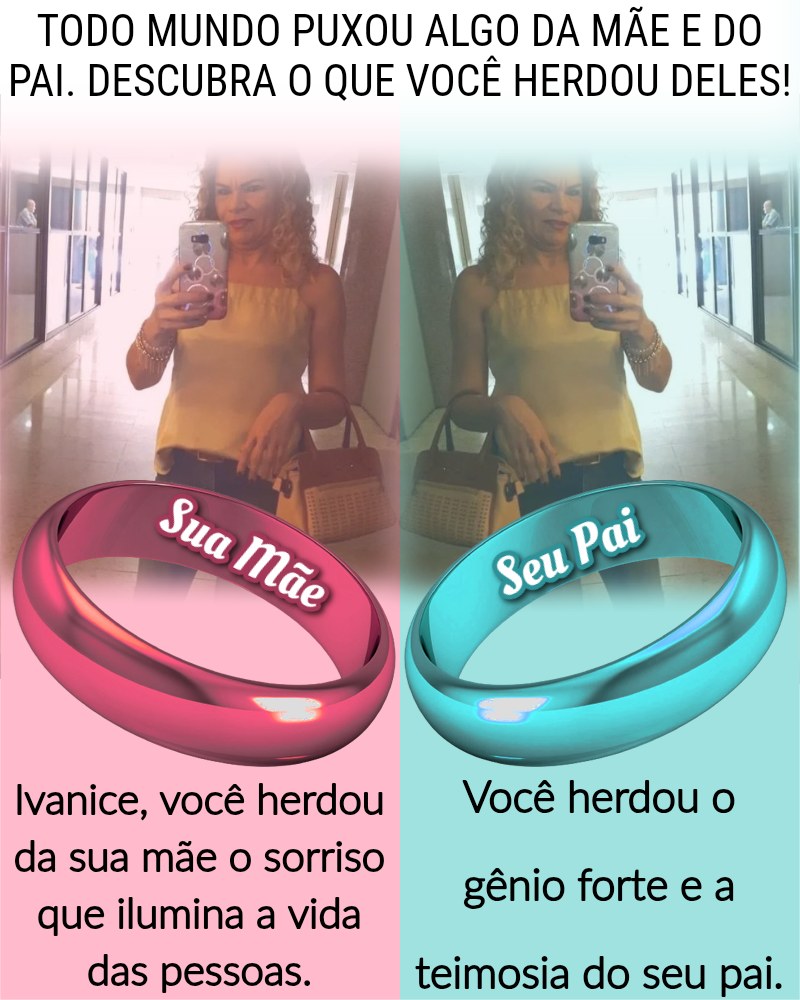 TODO MUNDO PUXOU ALGO DA MÃE E DO
PAI. DESCUBRA O QUE VOCÊ HERDOU DELES!
Sua Mãe
Seu Pai
Ivanice, você herdou
da sua mãe o sorriso
que ilumina a vida
das pessoas.
Você herdou o
gênio forte e a
teimosia do seu pai.